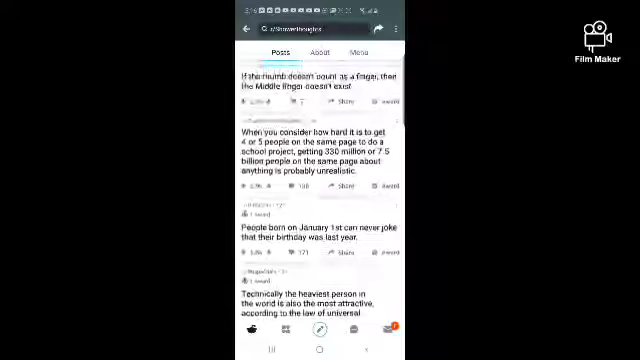 r/Showerthoughts
Film Maker
Posts About Menu
If the thumb doesn't count as a finger, then
the Middle finger doesn't exist
Share Award
When you consider how hard it is to get
4 or 5 people on the same page to do a
school project, getting 330 million or 7.5
billion people on the same page about
anything is probably unrealistic.
Share Award
1 Award
People born on January 1st can never joke
that their birthday was last year.
171 Share Award
1 Award
Technically the heaviest person in
the world is also the most attractive,
according to the law of universal